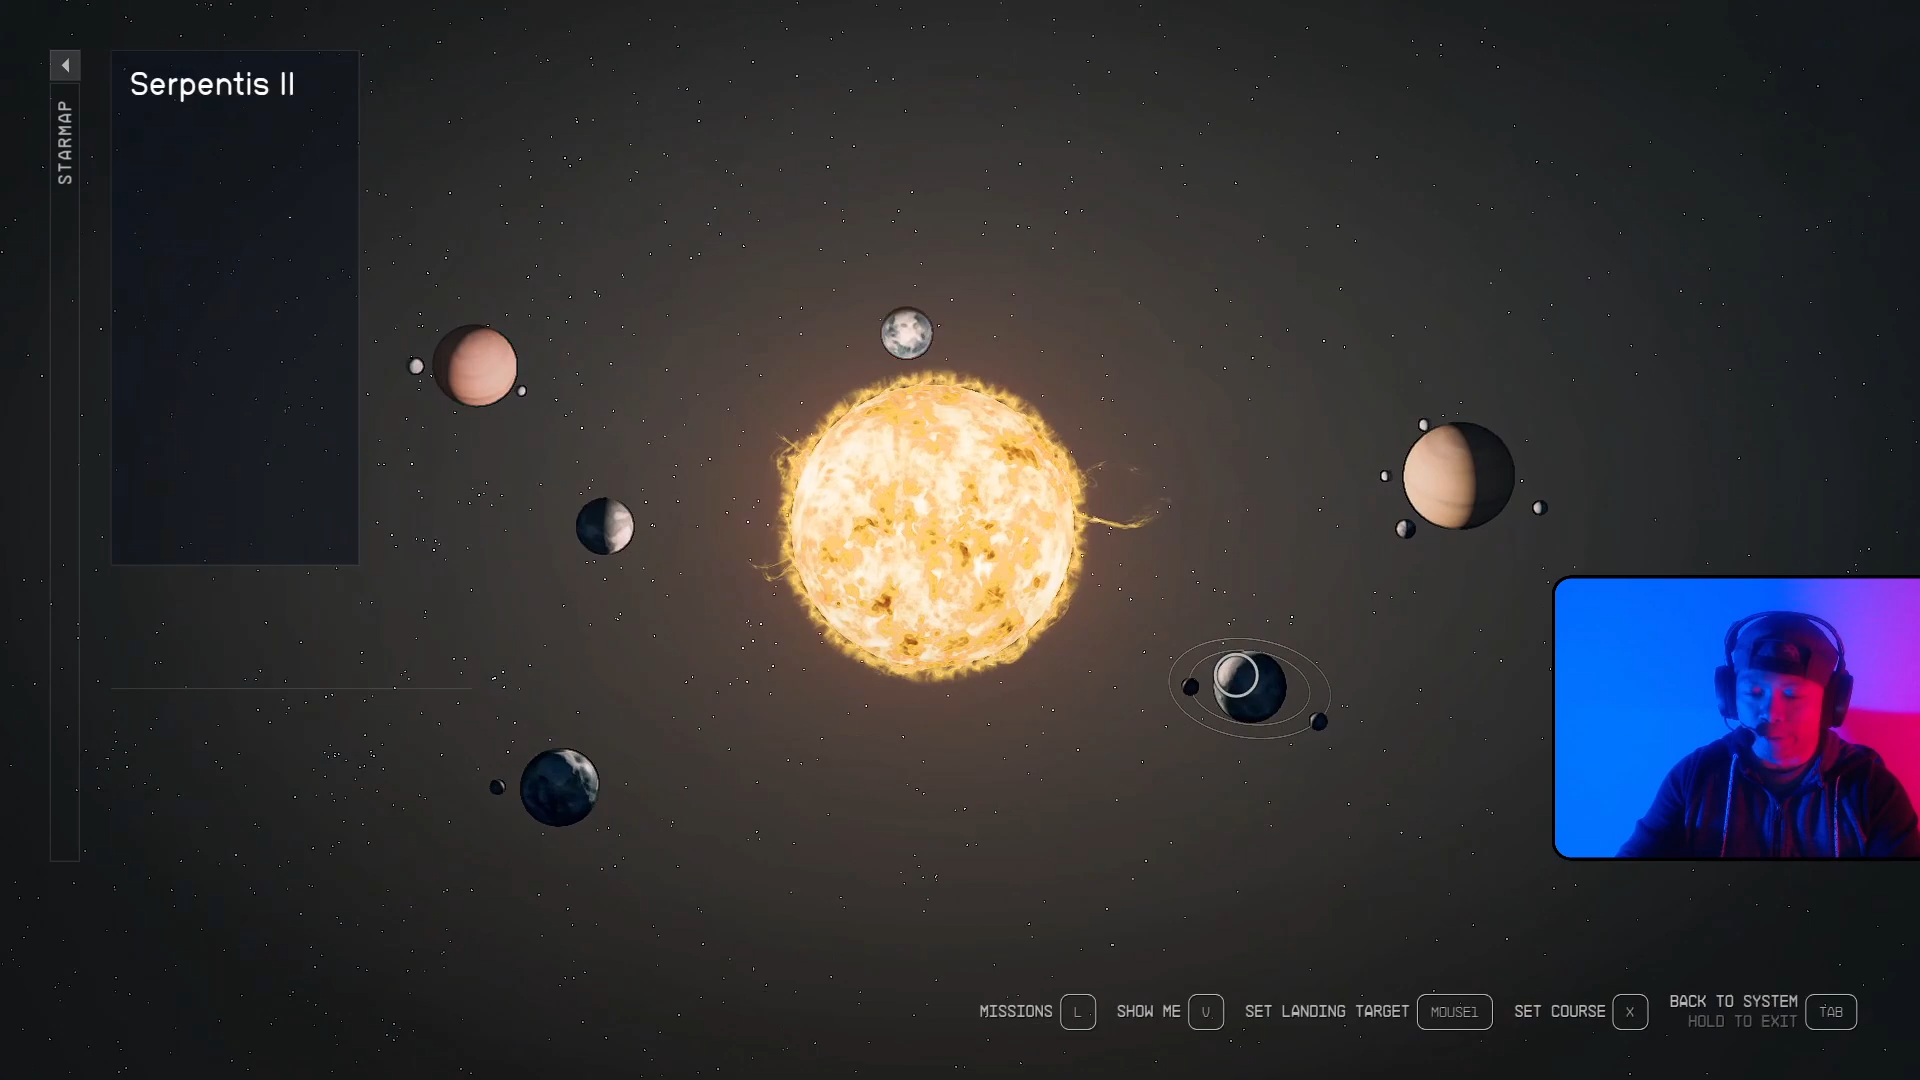 Serpentis II
STARMAP
MISSIONS L SHOW ME V SET LANDING TARGET MOUSE1 SET COURSE X BACK TO SYSTEM TAB
HOLD TO EXIT